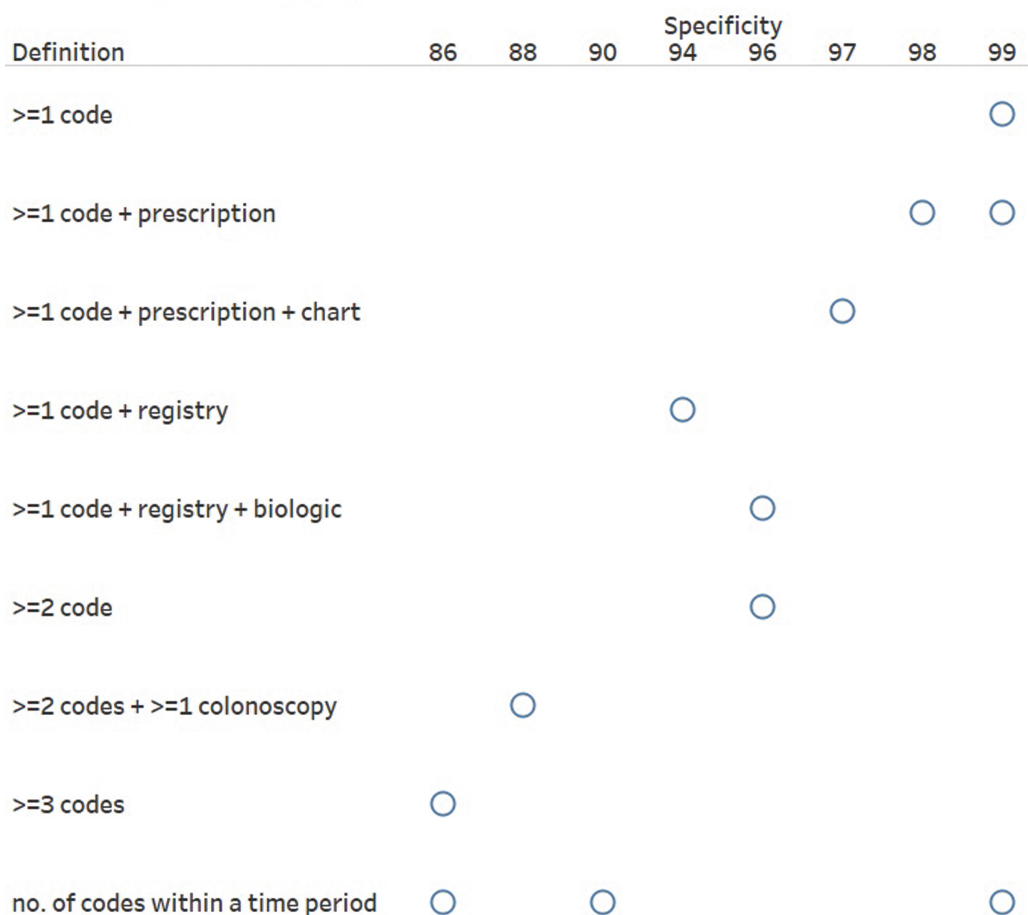 Specificity
Definition 86 88 90 94 96 97 98 99
>=1 code
>=1 code + prescription
>=1 code + prescription + chart
>=1 code + registry
>=1 code + registry + biologic
>=2 code
>=2 codes + >=1 colonoscopy
>=3 codes
no. of codes within a time period